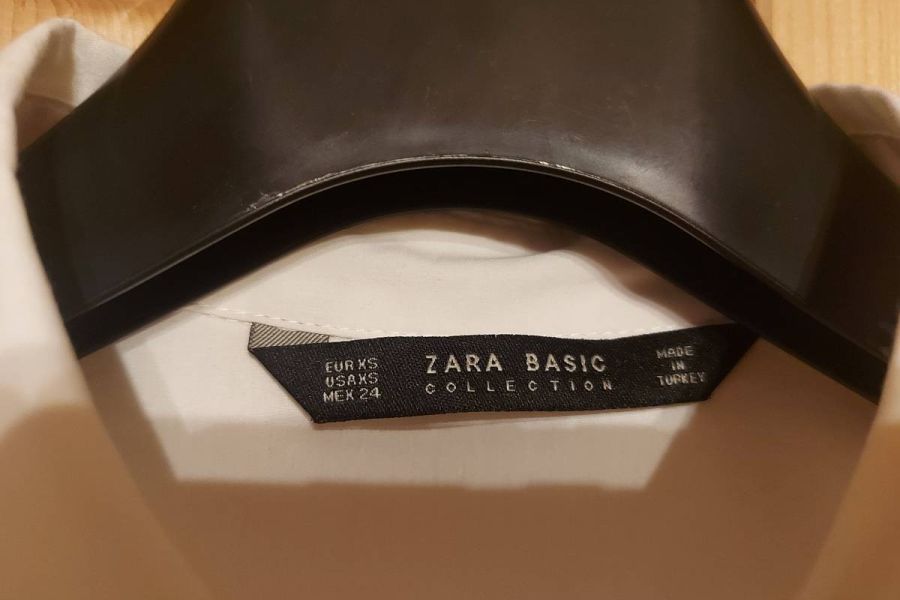 EUR XS
USA XS
MEX 24
ZARA BASIC
COLLECTION
MADE
IN
TURKEY